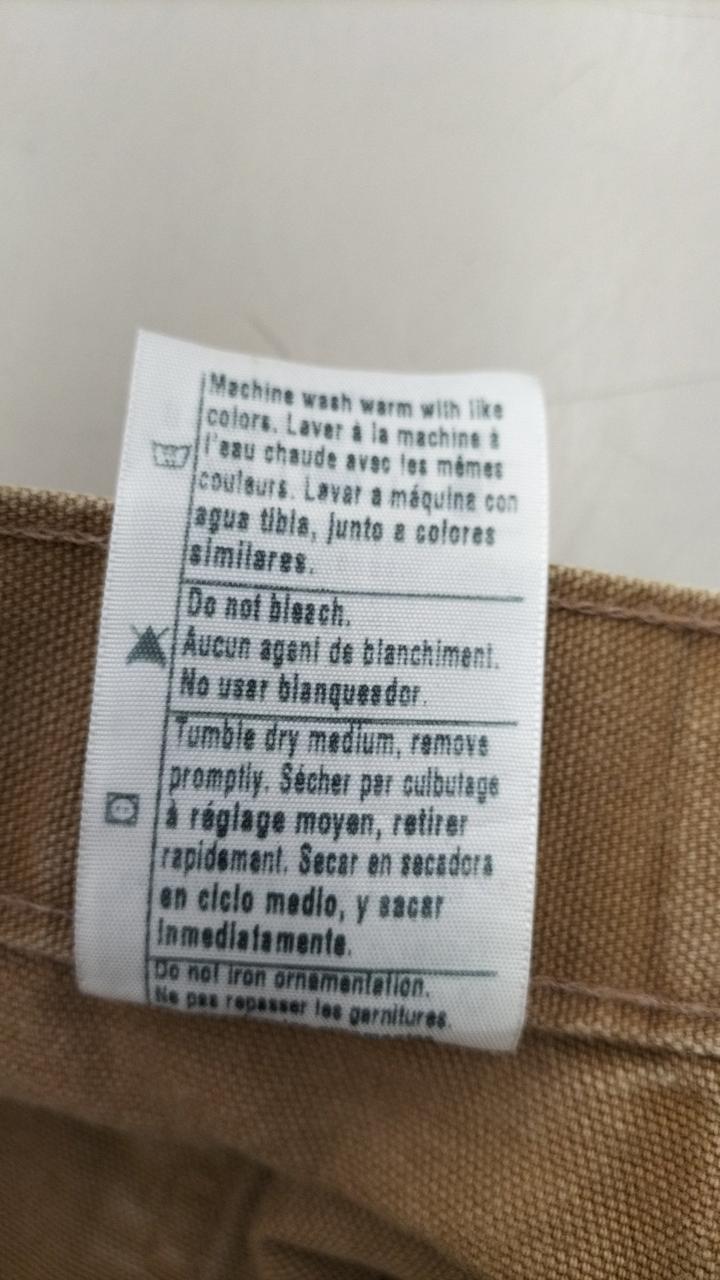 Machine wash warm with like
colors. Laver à la machine à
l'eau chaude avec les mêmes
couleurs. Lavar a máquina con
agua tibia, junto a colores
similares.
Do not bleach.
Aucun agent de blanchiment.
No usar blanqueador.
Tumble dry medium, remove
promptly. Sécher par culbutage
à réglage moyen, retirer
rapidement. Secar en secadora
en ciclo medio, y sacar
inmediatamente.
Do not iron ornamentation.
Ne pas repasser les garnitures.